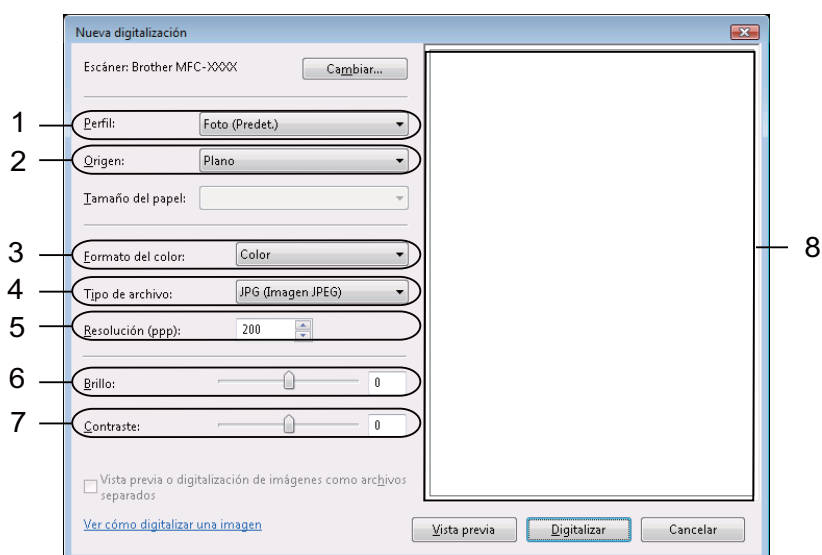 Nueva digitalización
Escáner: Brother MFC-XXXX
Cambiar...
1
Perfil:
Foto (Predet.)
2
Origen:
Plano
Tamaño del papel:
3
Formato del color:
Color
8
4
Tipo de archivo:
JPG (Imagen JPEG)
5
Resolución (ppp):
200
6
Brillo:
0
7
Contraste:
0
Vista previa o digitalización de imágenes como archivos
separados
Ver cómo digitalizar una imagen
Vista previa
Digitalizar
Cancelar